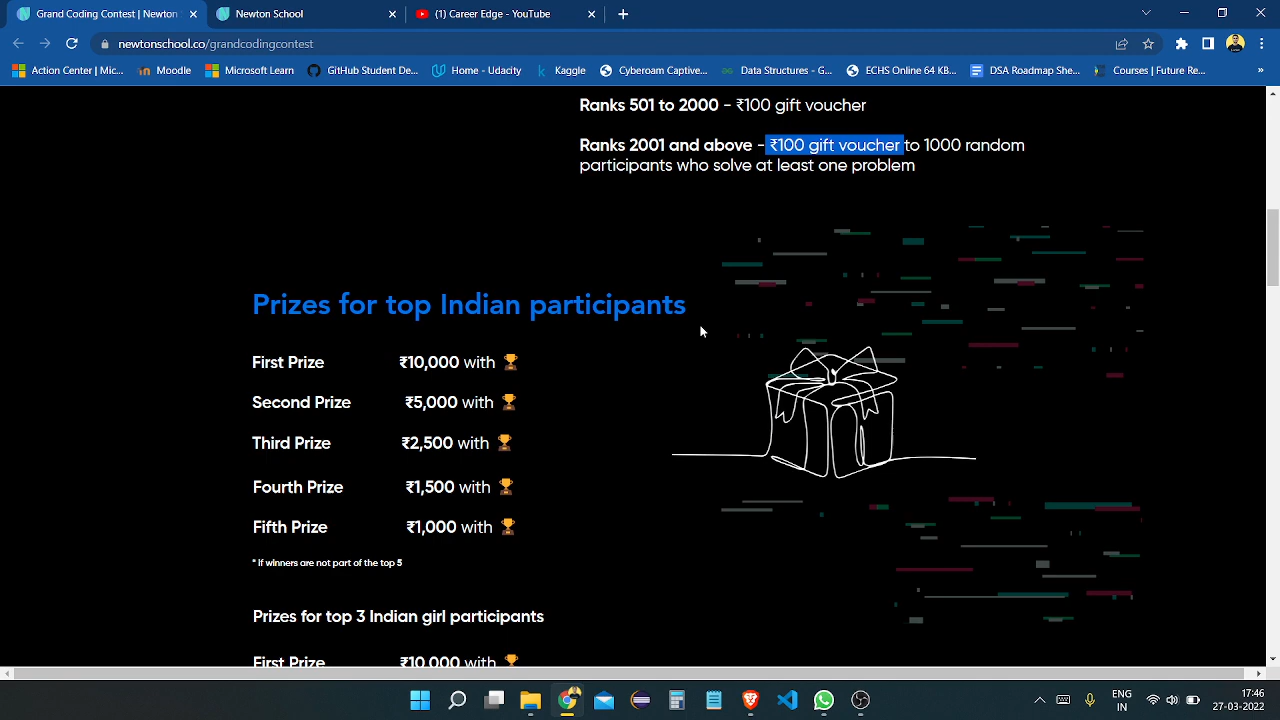 Grand Coding Contest | Newton
Newton School
(1) Career Edge - YouTube
newtonschool.co/grandcodingcontest
Action Center | Mic...
Moodle
Microsoft Learn
GitHub Student De...
Home - Udacity
Kaggle
Cyberoam Captive...
Data Structures - G...
ECHS Online 64 KB...
DSA Roadmap She...
Courses | Future Re...
»
Ranks 501 to 2000 - ₹100 gift voucher
Ranks 2001 and above - ₹100 gift voucher to 1000 random
participants who solve at least one problem
Prizes for top Indian participants
First Prize ₹10,000 with
Second Prize ₹5,000 with
Third Prize ₹2,500 with
Fourth Prize ₹1,500 with
Fifth Prize ₹1,000 with
* If winners are not part of the top 5
Prizes for top 3 Indian girl participants
First Prize ₹10,000 with
ENG
IN
17:46
27-03-2022